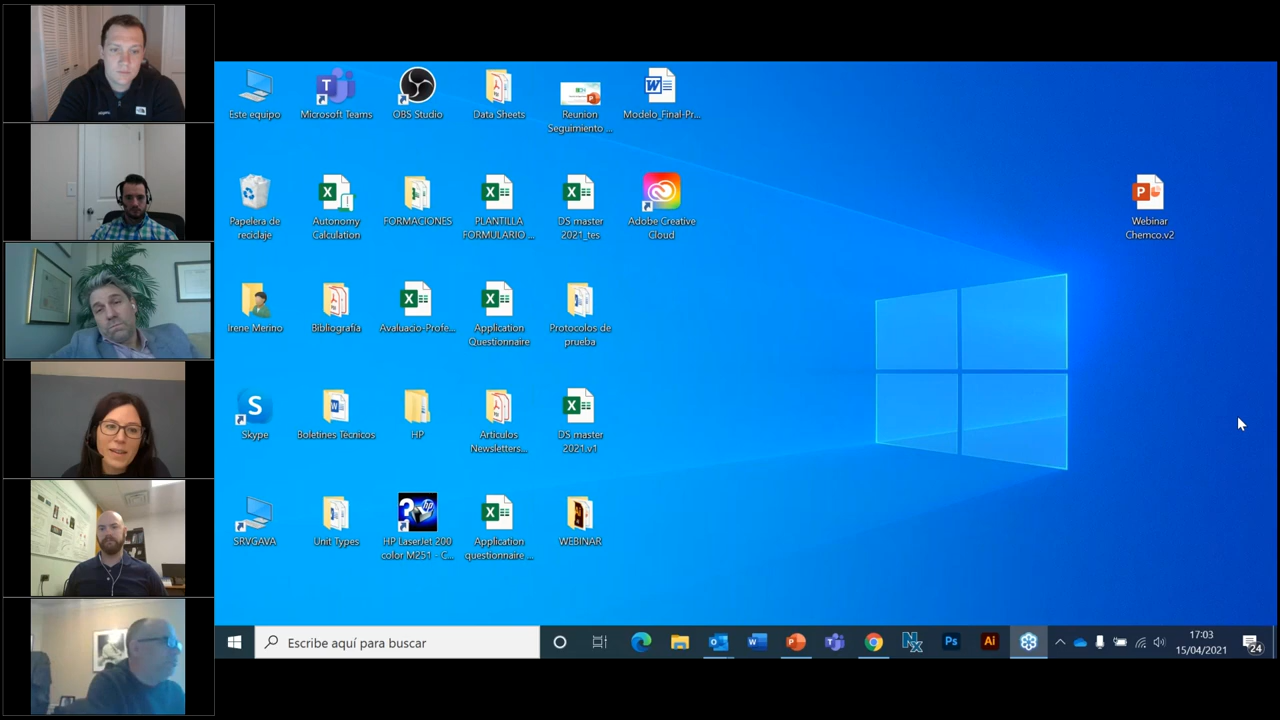 Este equipo
Microsoft Teams
OBS Studio
Data Sheets
Reunion
Seguimiento ...
Modelo_Final-Pr...
Papelera de
reciclaje
Autonomy
Calculation
FORMACIONES
PLANTILLA
FORMULARIO ...
DS master
2021_tes
Adobe Creative
Cloud
Webinar
Chemco.v2
Irene Merino
Bibliografía
Avaluacio-Profe...
Application
Questionnaire
Protocolos de
prueba
Skype
Boletines Técnicos
HP
Articulos
Newsletters...
DS master
2021.v1
SRVGAVA
Unit Types
HP LaserJet 200
color M251 - C...
Application
questionnaire ...
WEBINAR
Escribe aquí para buscar
17:03
15/04/2021
24